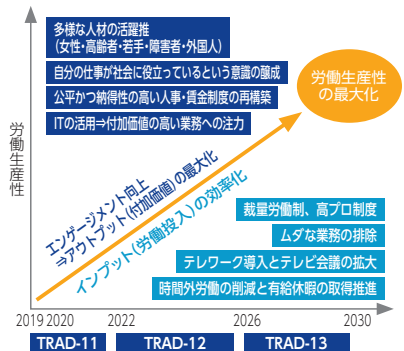 多様な人材の活躍推
(女性・高齢者・若手・障害者・外国人)
自分の仕事が社会に役立っているという意識の醸成
公平かつ納得性の高い人事・賃金制度の再構築
ITの活用⇒付加価値の高い業務への注力
労働生産性
の最大化
労働生産性
エンゲージメント向上
⇒アウトプット(付加価値)の最大化
インプット(労働投入)の効率化
裁量労働制、高プロ制度
ムダな業務の排除
テレワーク導入とテレビ会議の拡大
時間外労働の削減と有給休暇の取得推進
2019 2020 2022 2026 2030
TRAD-11 TRAD-12 TRAD-13